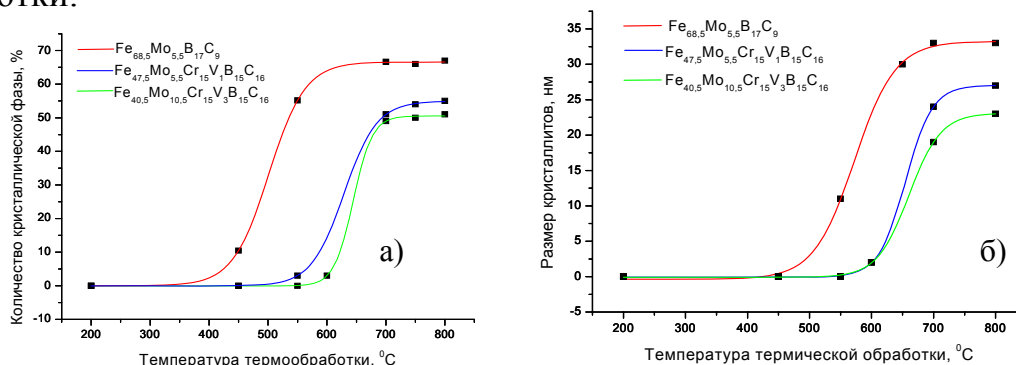 ботки.
Fe68,5Mo5,5B17C9
Fe47,5Mo5,5Cr15V1B15C16
Fe40,5Mo10,5Cr15V3B15C16
Количество кристаллической фазы, %
70
60
50
40
30
20
10
0
-10
а)
200 300 400 500 600 700 800
Температура термообработки, ⁰C
Fe68,5Mo5,5B17C9
Fe47,5Mo5,5Cr15V1B15C16
Fe40,5Mo10,5Cr15V3B15C16
Размер кристаллитов, нм
35
30
25
20
15
10
5
0
-5
б)
200 300 400 500 600 700 800
Температура термической обработки, ⁰C